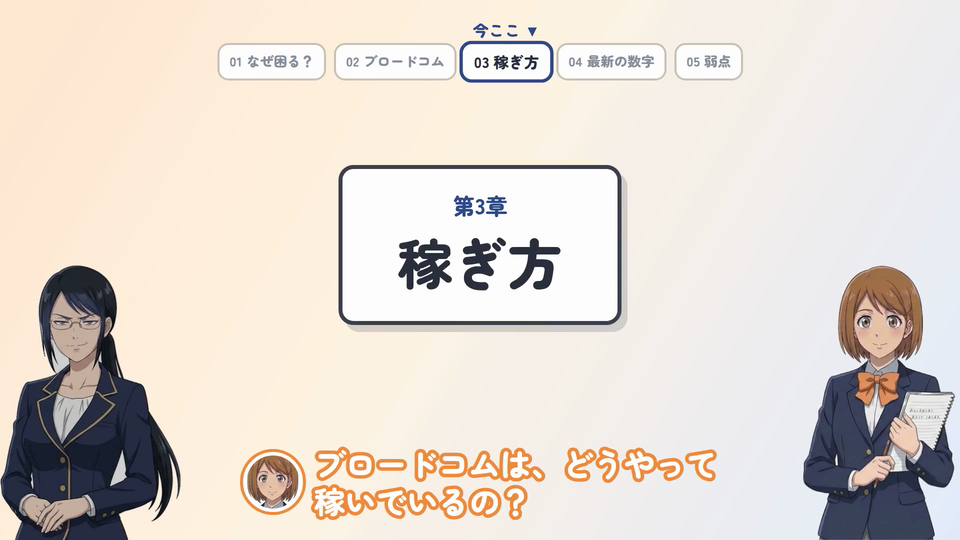 今ここ ▼
01 なぜ困る？
02 ブロードコム
03 稼ぎ方
04 最新の数字
05 弱点
第3章
稼ぎ方
ブロードコムは、どうやって
稼いでいるの？